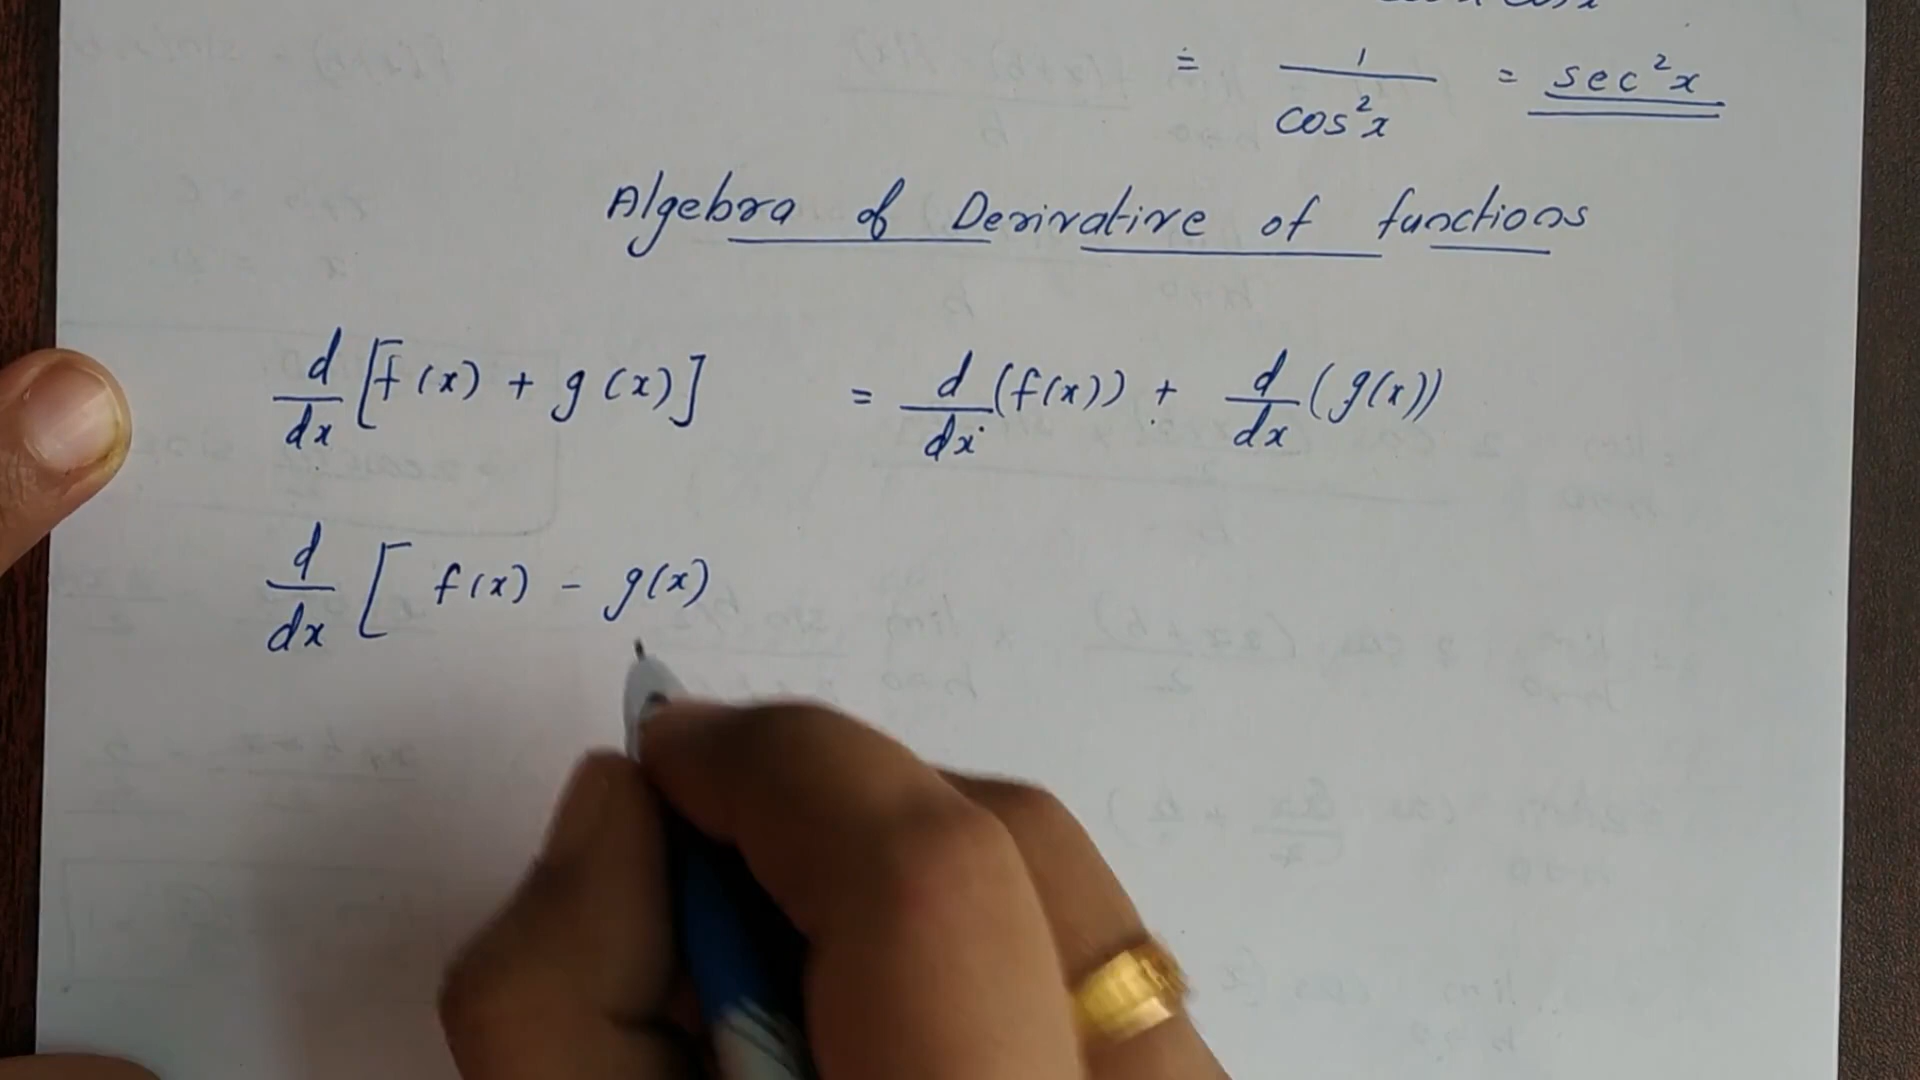 = 1/cos²x = sec²x
Algebra of Derivative of functions
d/dx [f(x) + g(x)] = d/dx (f(x)) + d/dx (g(x))
d/dx [ f(x) - g(x)